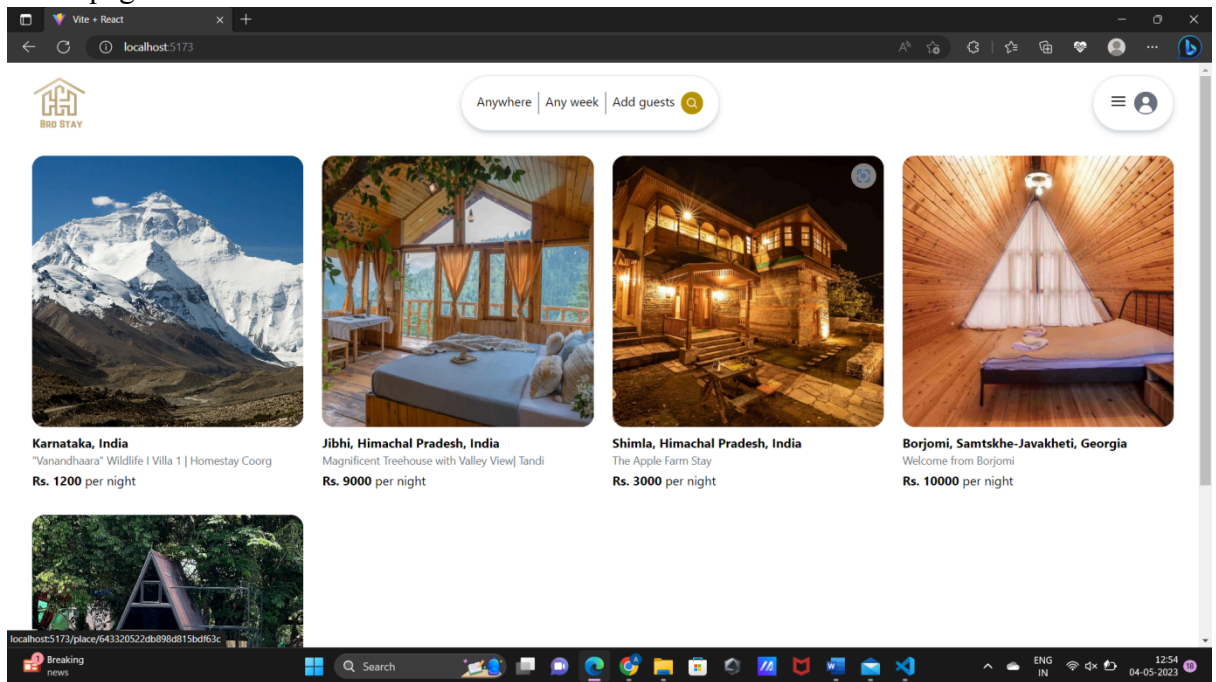 Vite + React
localhost:5173
BRO STAY
Anywhere Any week Add guests
Karnataka, India
"Vanandhaara" Wildlife I Villa 1 | Homestay Coorg
Rs. 1200 per night
Jibhi, Himachal Pradesh, India
Magnificent Treehouse with Valley View| Tandi
Rs. 9000 per night
Shimla, Himachal Pradesh, India
The Apple Farm Stay
Rs. 3000 per night
Borjomi, Samtskhe-Javakheti, Georgia
Welcome from Borjomi
Rs. 10000 per night
localhost:5173/place/643320522db898d815bdf63c
1
Breaking
news
Search
ENG
IN
12:54
04-05-2023
18